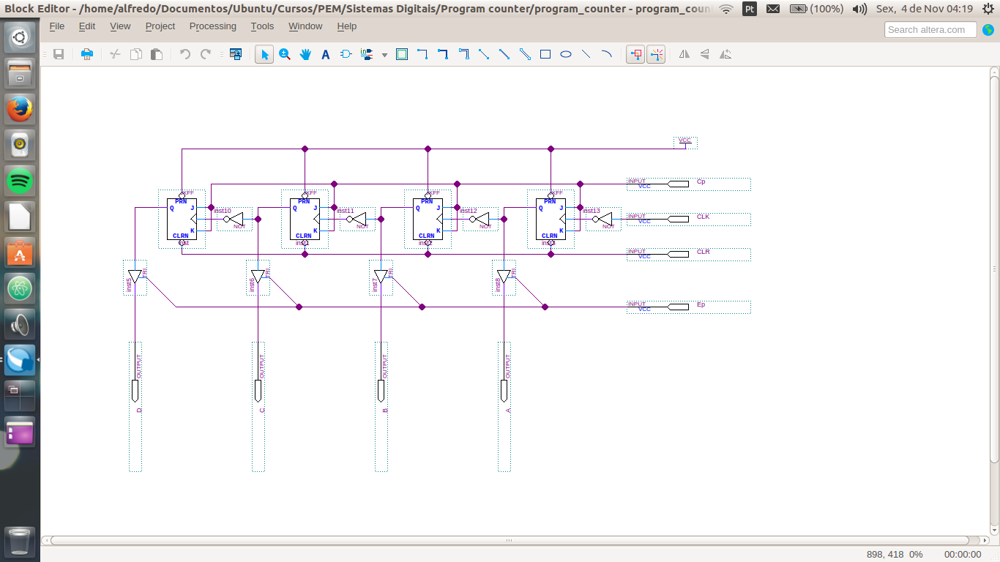 Block Editor - /home/alfredo/Documentos/Ubuntu/Cursos/PEM/Sistemas Digitais/Program counter/program_counter - program_coun
Pt
(100%)
Sex, 4 de Nov 04:19
File Edit View Project Processing Tools Window Help
Search altera.com
VCC
INPUT
VCC
Cp
PRN
Q J
K
CLRN
inst
inst10
NOT
PRN
Q J
K
CLRN
inst1
inst11
NOT
PRN
Q J
K
CLRN
inst2
inst12
NOT
PRN
Q J
K
CLRN
inst3
inst13
NOT
INPUT
VCC
CLK
INPUT
VCC
CLR
inst5
TRI
inst6
TRI
inst7
TRI
inst8
TRI
INPUT
VCC
Ep
OUTPUT
D
OUTPUT
C
OUTPUT
B
OUTPUT
A
898, 418 0% 00:00:00